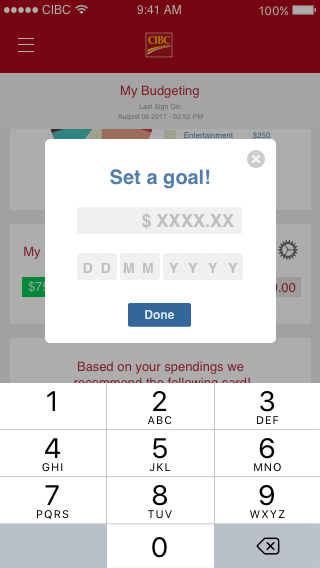 CIBC 9:41 AM 100%
CIBC
My Budgeting
Last Sign On:
August 06 2017 - 02:52 PM
Entertainment $250
Set a goal!
$ XXXX.XX
D D M M Y Y Y Y
Done
My
$75 0.00
Based on your spendings we
recommend the following card!
1 2 3
ABC DEF
4 5 6
GHI JKL MNO
7 8 9
PQRS TUV WXYZ
0